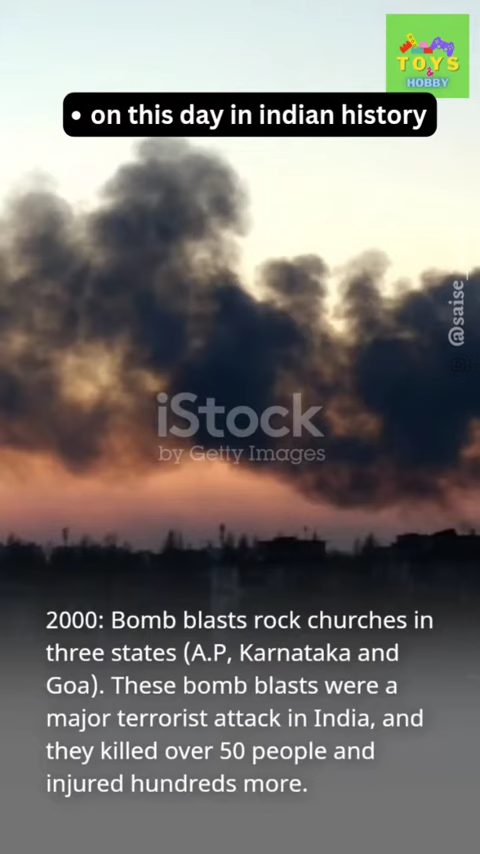 TOYS
&
HOBBY
• on this day in indian history
@saise_
iStock
by Getty Images
2000: Bomb blasts rock churches in
three states (A.P, Karnataka and
Goa). These bomb blasts were a
major terrorist attack in India, and
they killed over 50 people and
injured hundreds more.